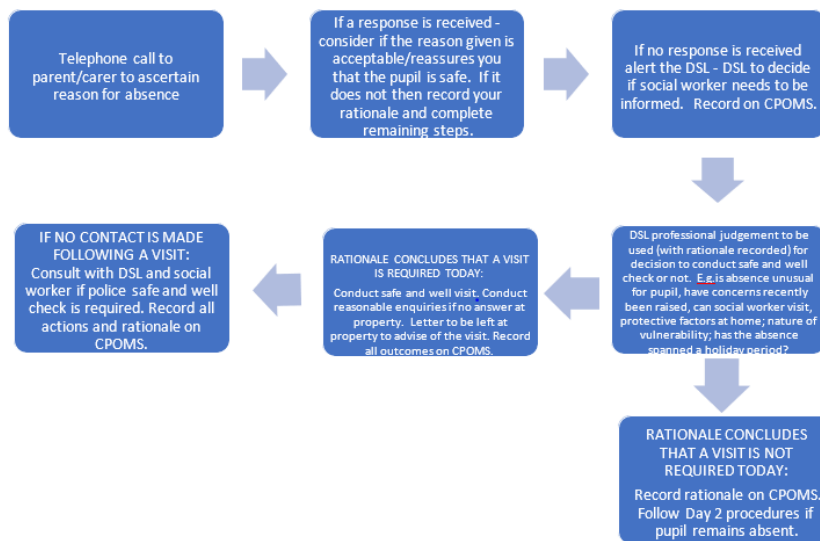 Telephone call to
parent/carer to ascertain
reason for absence
If a response is received -
consider if the reason given is
acceptable/reassures you
that the pupil is safe. If it
does not then record your
rationale and complete
remaining steps.
If no response is received
alert the DSL - DSL to decide
if social worker needs to be
informed. Record on CPOMS.
DSL professional judgement to be
used (with rationale recorded) for
decision to conduct safe and well
check or not. E.g.is absence unusual
for pupil, have concerns recently
been raised, can social worker visit,
protective factors at home; nature of
vulnerability; has the absence
spanned a holiday period?
RATIONALE CONCLUDES THAT A VISIT
IS REQUIRED TODAY:
Conduct safe and well visit. Conduct
reasonable enquiries if no answer at
property. Letter to be left at
property to advise of the visit. Record
all outcomes on CPOMS.
IF NO CONTACT IS MADE
FOLLOWING A VISIT:
Consult with DSL and social
worker if police safe and well
check is required. Record all
actions and rationale on
CPOMS.
RATIONALE CONCLUDES
THAT A VISIT IS NOT
REQUIRED TODAY:
Record rationale on CPOMS.
Follow Day 2 procedures if
pupil remains absent.